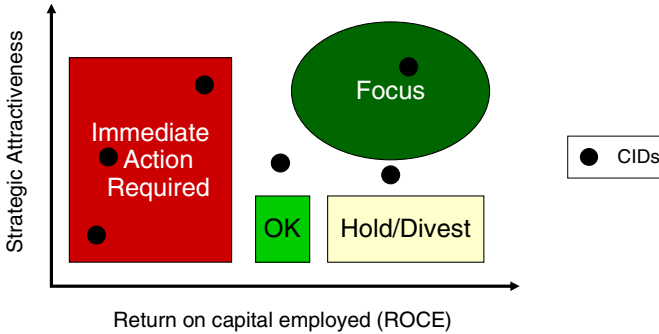 Strategic Attractiveness
Focus
Immediate
Action
Required
OK
Hold/Divest
CIDs
Return on capital employed (ROCE)